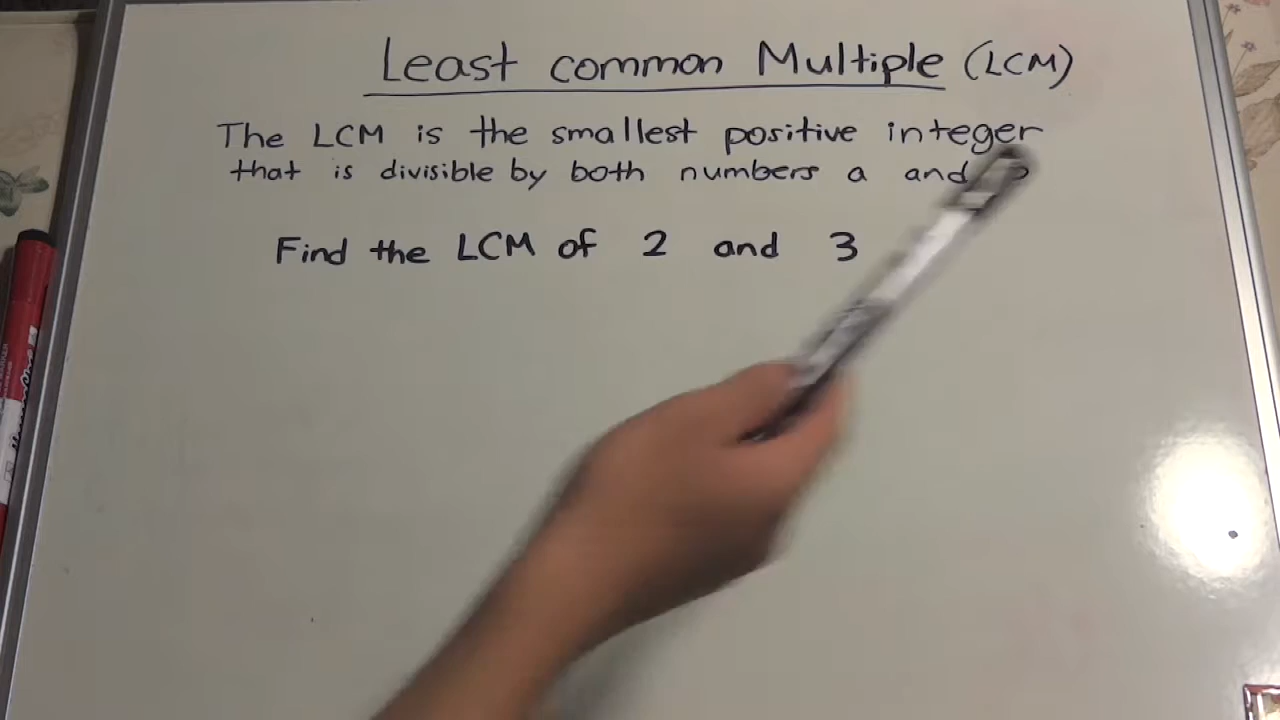 Least common Multiple (LCM)
The LCM is the smallest positive integer
that is divisible by both numbers a and
Find the LCM of 2 and 3